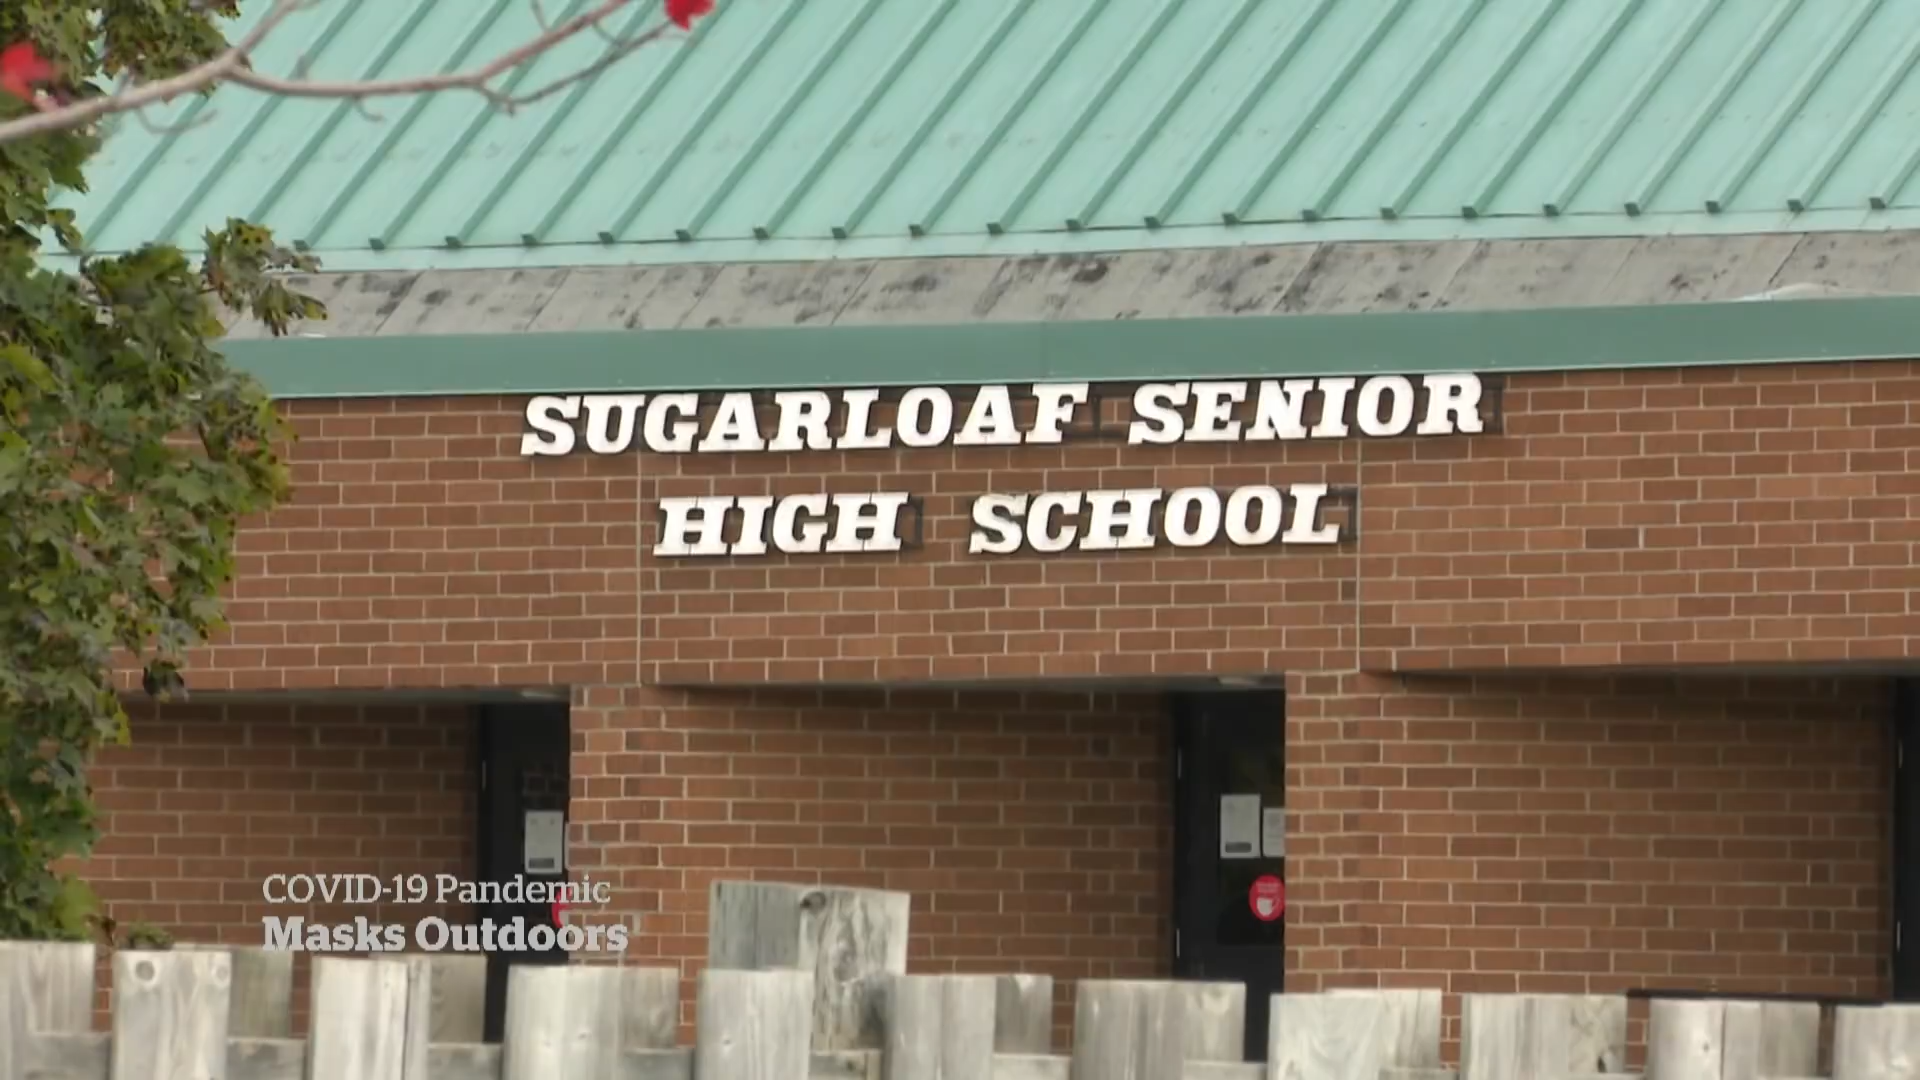 SUGARLOAF SENIOR
HIGH SCHOOL
COVID-19 Pandemic
Masks Outdoors